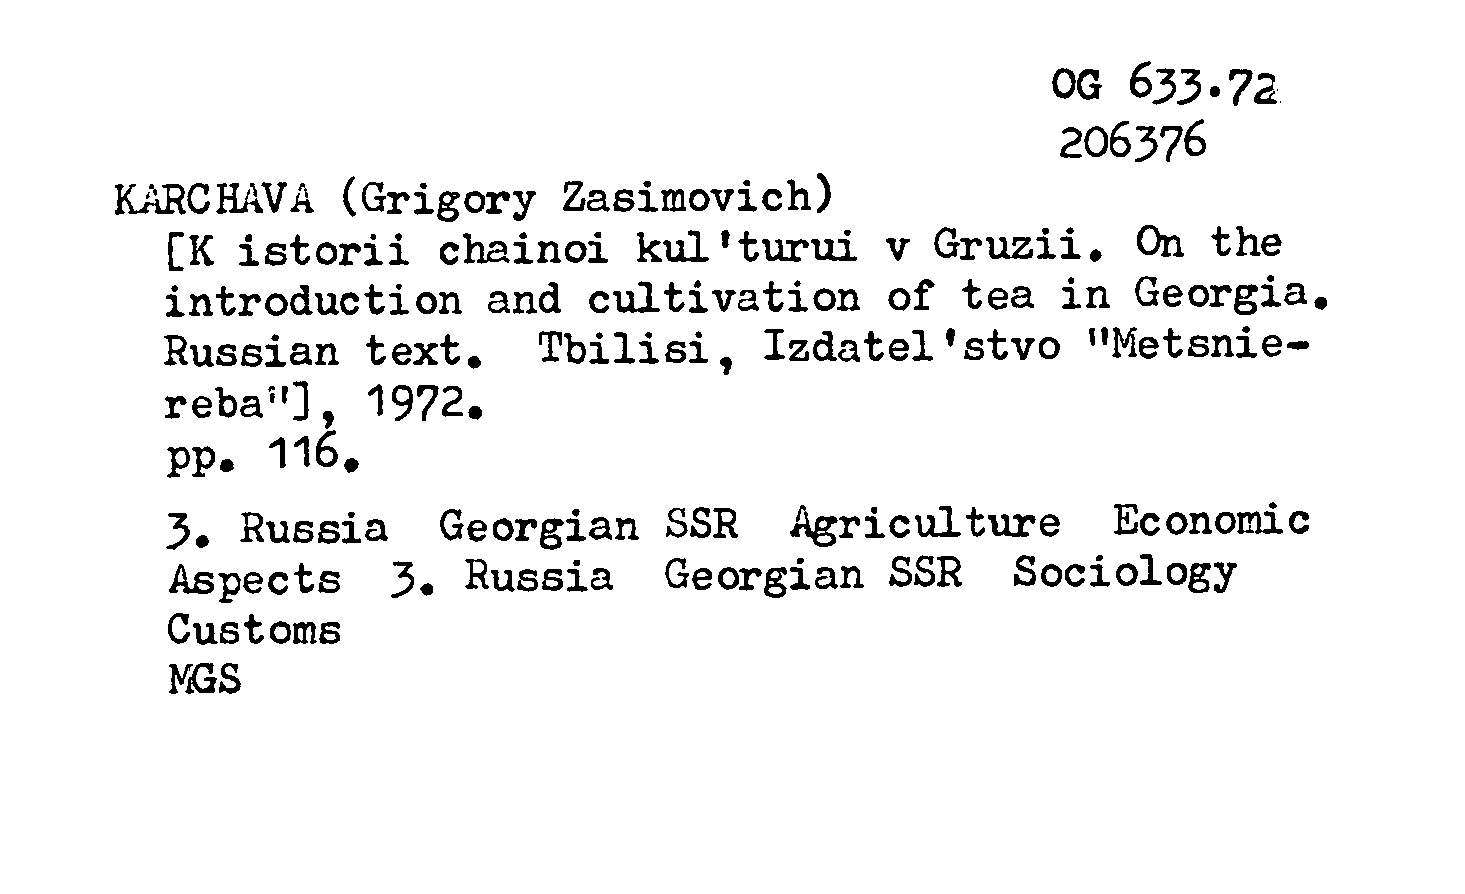 OG 633.72
206376
KARCHAVA (Grigory Zasimovich)
[K istorii chainoi kul'turui v Gruzii. On the
introduction and cultivation of tea in Georgia.
Russian text. Tbilisi, Izdatel'stvo "Metsnie-
reba"], 1972.
pp. 116.
3. Russia Georgian SSR Agriculture Economic
Aspects 3. Russia Georgian SSR Sociology
Customs
MGS